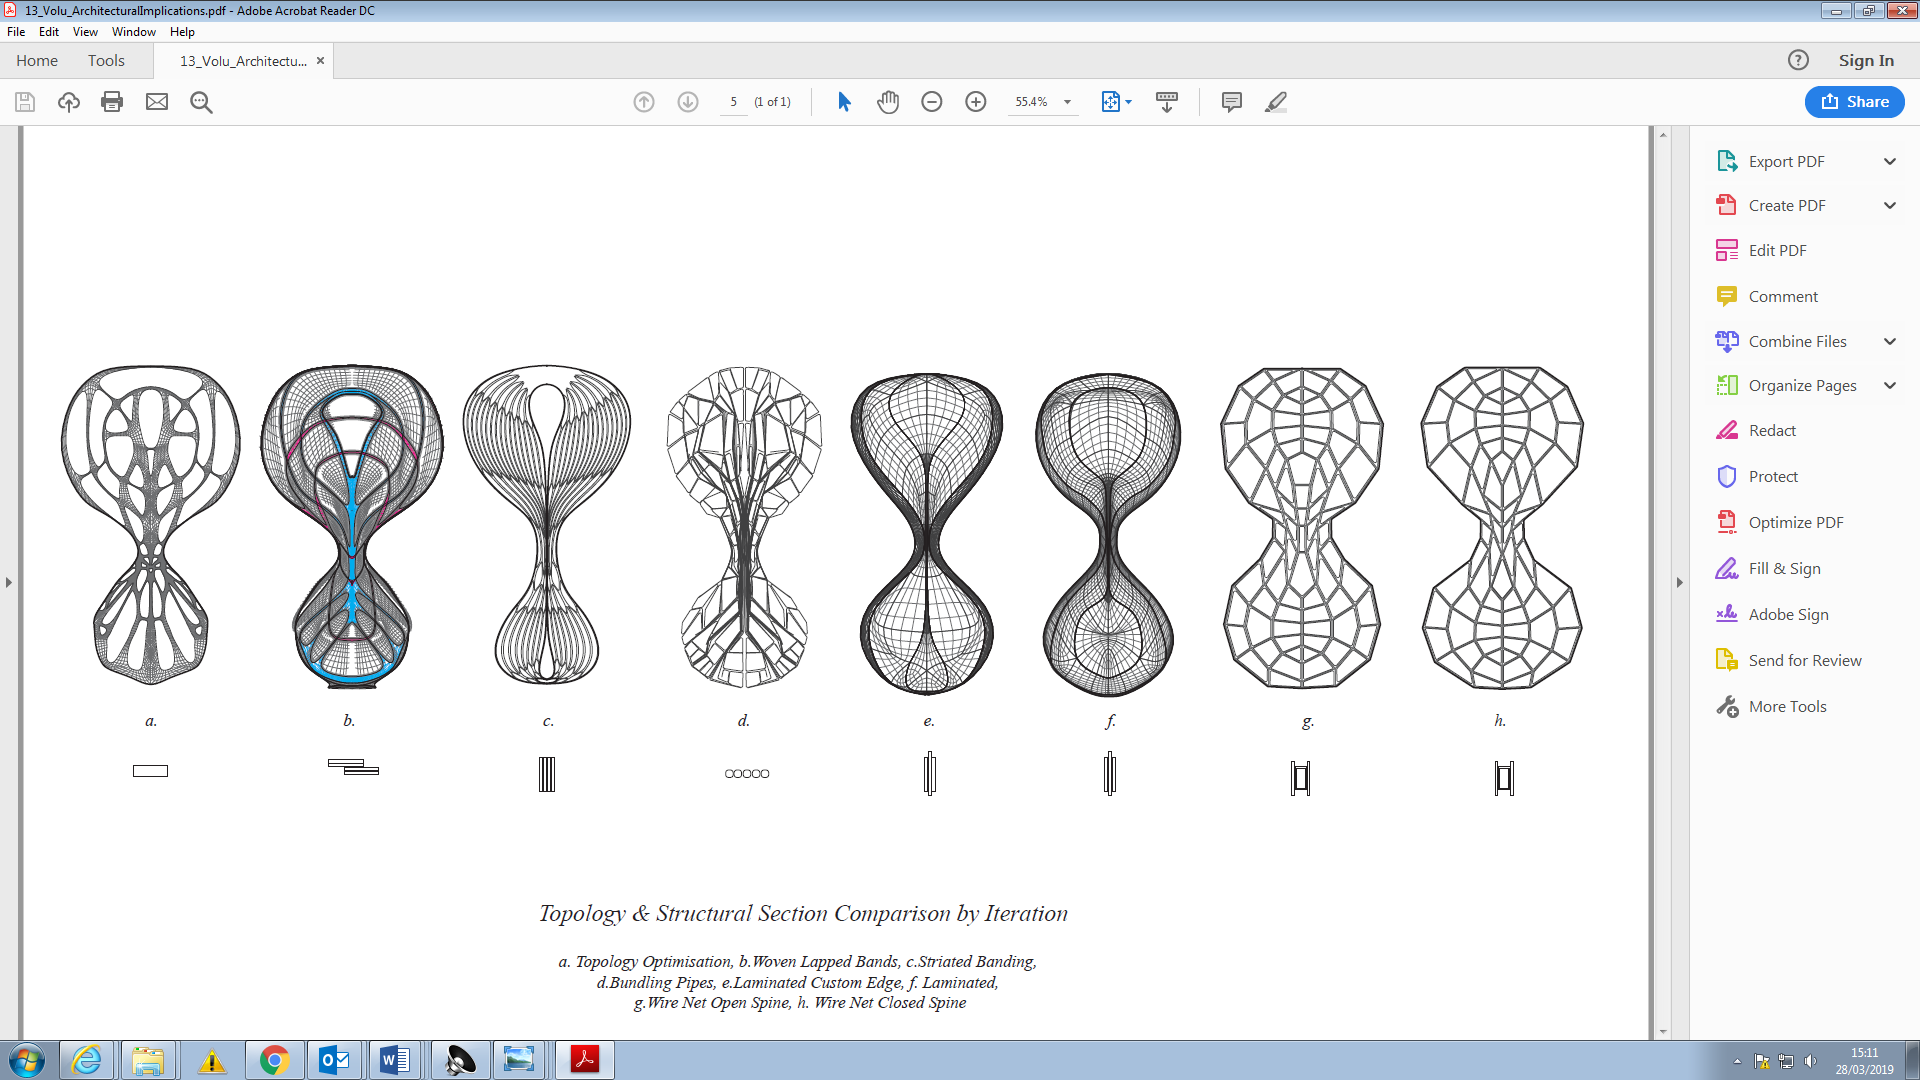 13_Volu_ArchitecturalImplications.pdf - Adobe Acrobat Reader DC
File Edit View Window Help
Home Tools 13_Volu_Architectu... ×
Sign In
5 (1 of 1) 55.4%
Share
Export PDF
Create PDF
Edit PDF
Comment
Combine Files
Organize Pages
Redact
Protect
Optimize PDF
Fill & Sign
Adobe Sign
Send for Review
More Tools
a. b. c. d. e. f. g. h.
Topology & Structural Section Comparison by Iteration
a. Topology Optimisation, b.Woven Lapped Bands, c.Striated Banding,
d.Bundling Pipes, e.Laminated Custom Edge, f. Laminated,
g.Wire Net Open Spine, h. Wire Net Closed Spine
15:11
28/03/2019